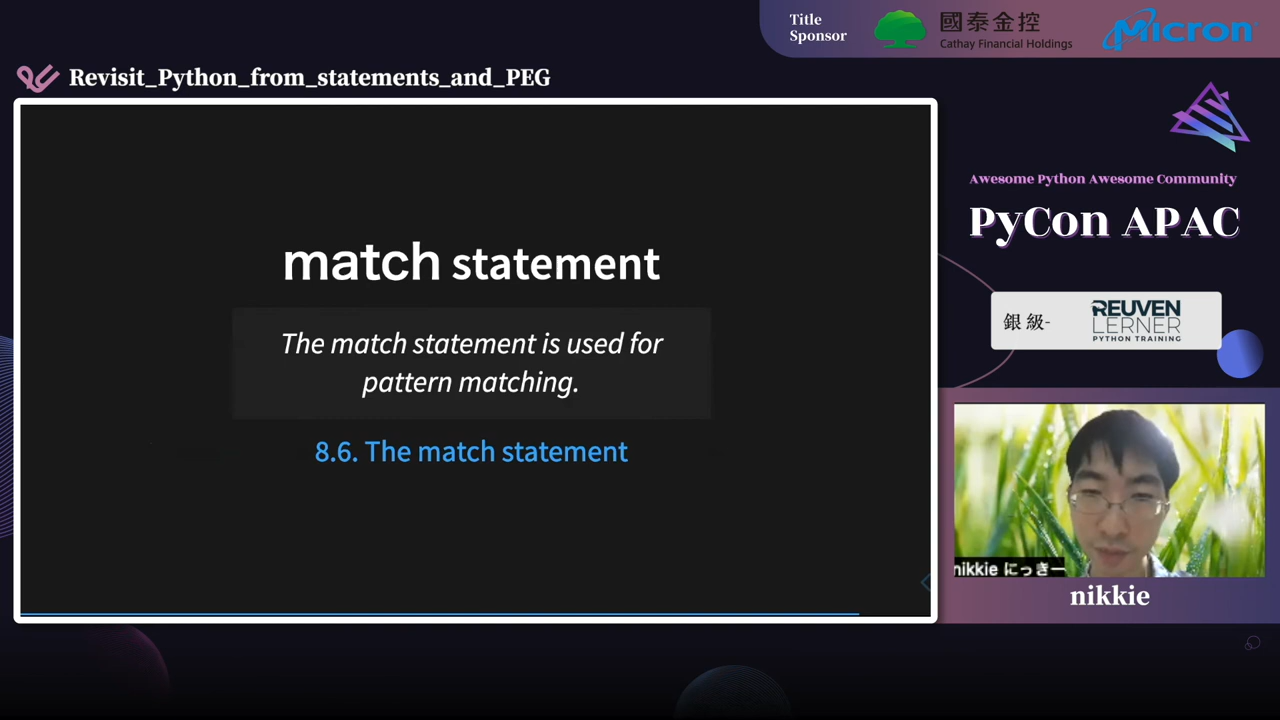 Title
Sponsor
國泰金控
Cathay Financial Holdings
Micron
Revisit_Python_from_statements_and_PEG
match statement
The match statement is used for
pattern matching.
8.6. The match statement
Awesome Python Awesome Community
PyCon APAC
銀級-
REUVEN
LERNER
PYTHON TRAINING
nikkie にっきー
nikkie